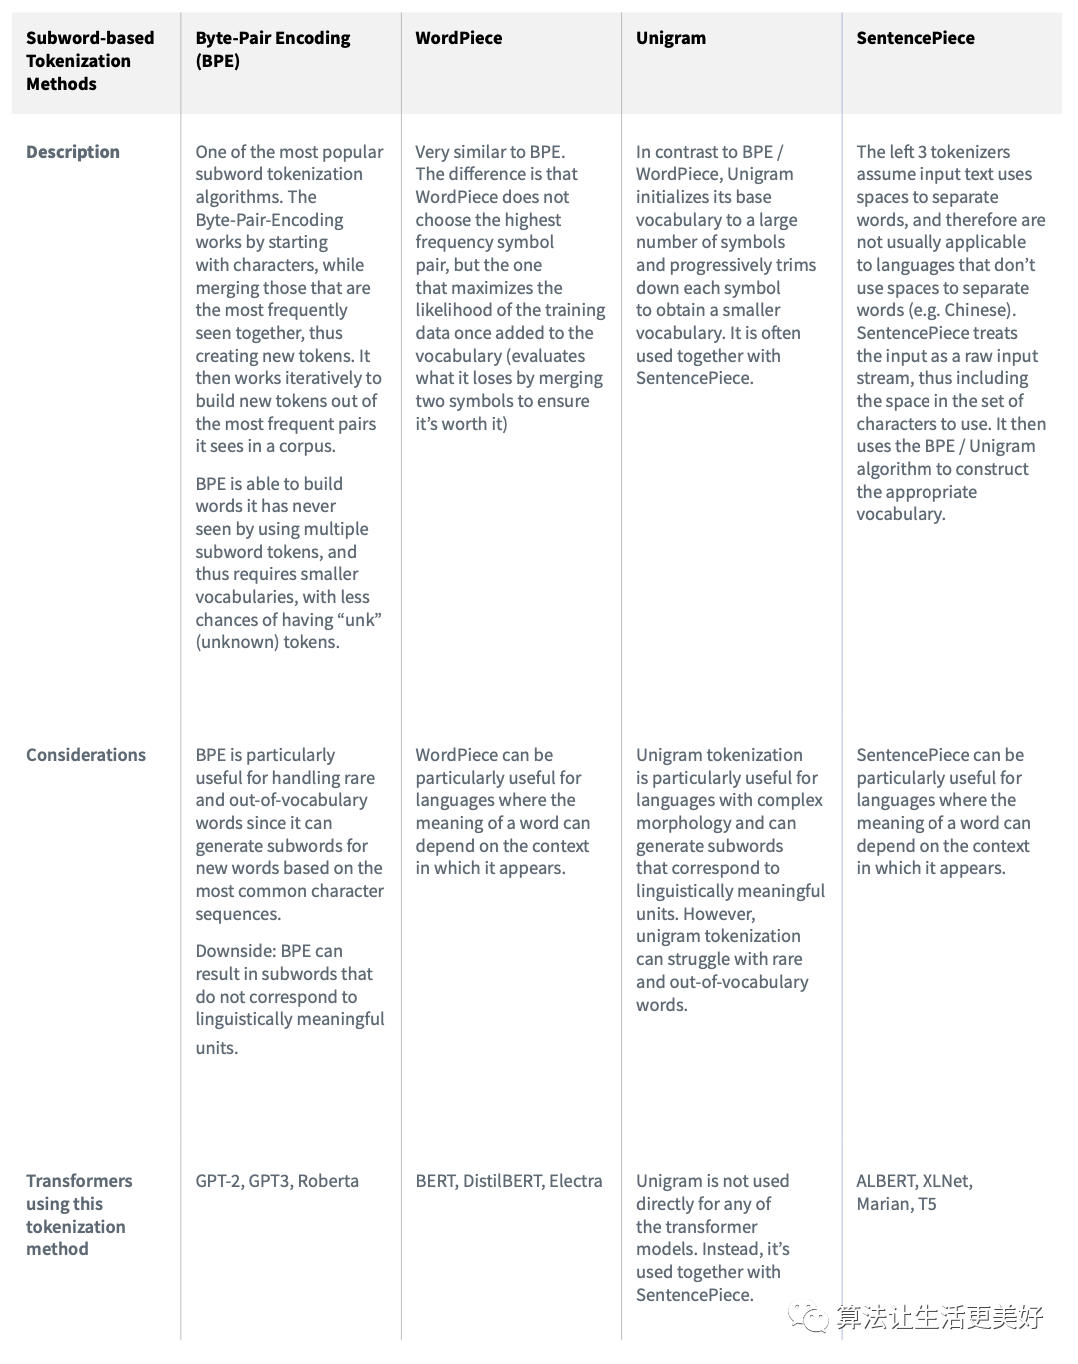 Subword-based
Tokenization
Methods
Byte-Pair Encoding
(BPE)
WordPiece
Unigram
SentencePiece
Description
One of the most popular
subword tokenization
algorithms. The
Byte-Pair-Encoding
works by starting
with characters, while
merging those that are
the most frequently
seen together, thus
creating new tokens. It
then works iteratively to
build new tokens out of
the most frequent pairs
it sees in a corpus.
BPE is able to build
words it has never
seen by using multiple
subword tokens, and
thus requires smaller
vocabularies, with less
chances of having “unk”
(unknown) tokens.
Very similar to BPE.
The difference is that
WordPiece does not
choose the highest
frequency symbol
pair, but the one
that maximizes the
likelihood of the training
data once added to the
vocabulary (evaluates
what it loses by merging
two symbols to ensure
it’s worth it)
In contrast to BPE /
WordPiece, Unigram
initializes its base
vocabulary to a large
number of symbols
and progressively trims
down each symbol
to obtain a smaller
vocabulary. It is often
used together with
SentencePiece.
The left 3 tokenizers
assume input text uses
spaces to separate
words, and therefore are
not usually applicable
to languages that don’t
use spaces to separate
words (e.g. Chinese).
SentencePiece treats
the input as a raw input
stream, thus including
the space in the set of
characters to use. It then
uses the BPE / Unigram
algorithm to construct
the appropriate
vocabulary.
Considerations
BPE is particularly
useful for handling rare
and out-of-vocabulary
words since it can
generate subwords for
new words based on the
most common character
sequences.
Downside: BPE can
result in subwords that
do not correspond to
linguistically meaningful
units.
WordPiece can be
particularly useful for
languages where the
meaning of a word can
depend on the context
in which it appears.
Unigram tokenization
is particularly useful for
languages with complex
morphology and can
generate subwords
that correspond to
linguistically meaningful
units. However,
unigram tokenization
can struggle with rare
and out-of-vocabulary
words.
SentencePiece can be
particularly useful for
languages where the
meaning of a word can
depend on the context
in which it appears.
Transformers
using this
tokenization
method
GPT-2, GPT3, Roberta
BERT, DistilBERT, Electra
Unigram is not used
directly for any of
the transformer
models. Instead, it’s
used together with
SentencePiece.
ALBERT, XLNet,
Marian, T5
算法让生活更美好